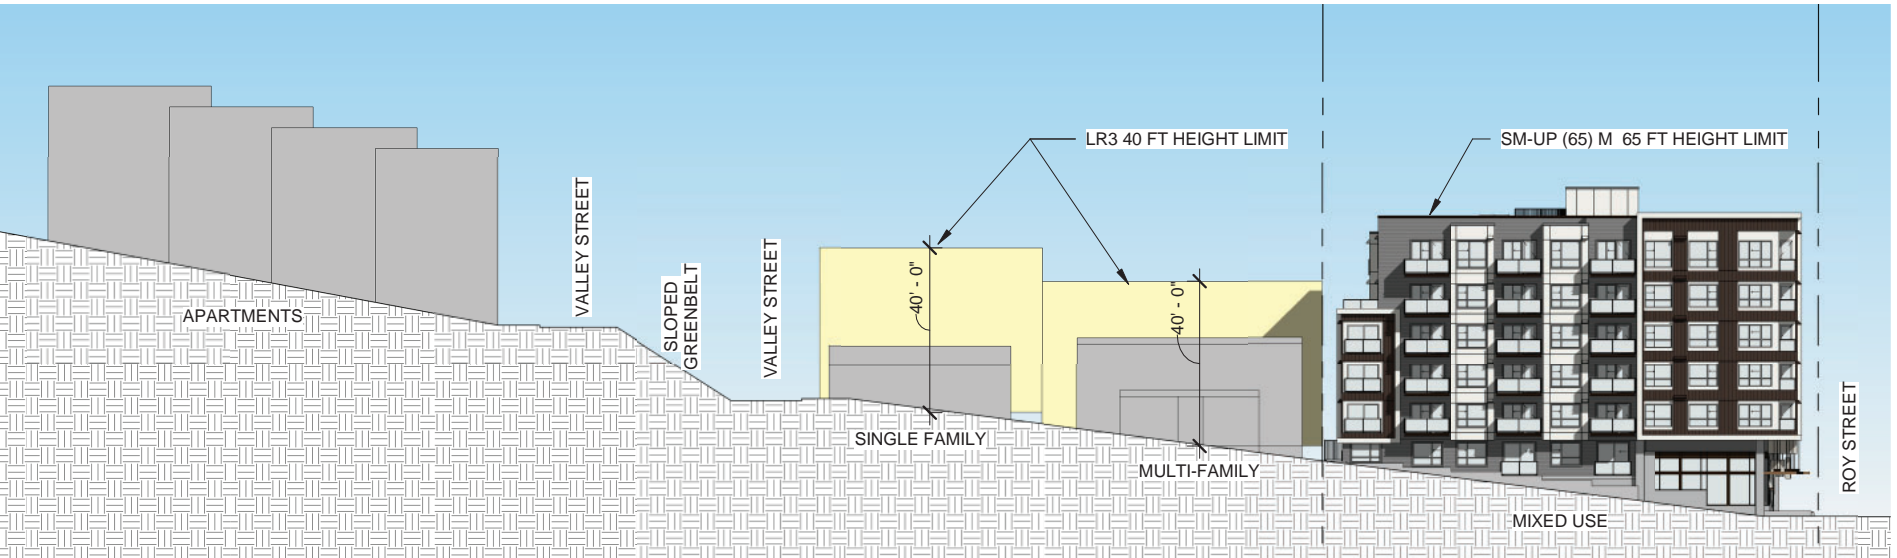 LR3 40 FT HEIGHT LIMIT
SM-UP (65) M 65 FT HEIGHT LIMIT
VALLEY STREET
SLOPED
GREENBELT
VALLEY STREET
40' - 0"
40' - 0"
APARTMENTS
SINGLE FAMILY
MULTI-FAMILY
MIXED USE
ROY STREET